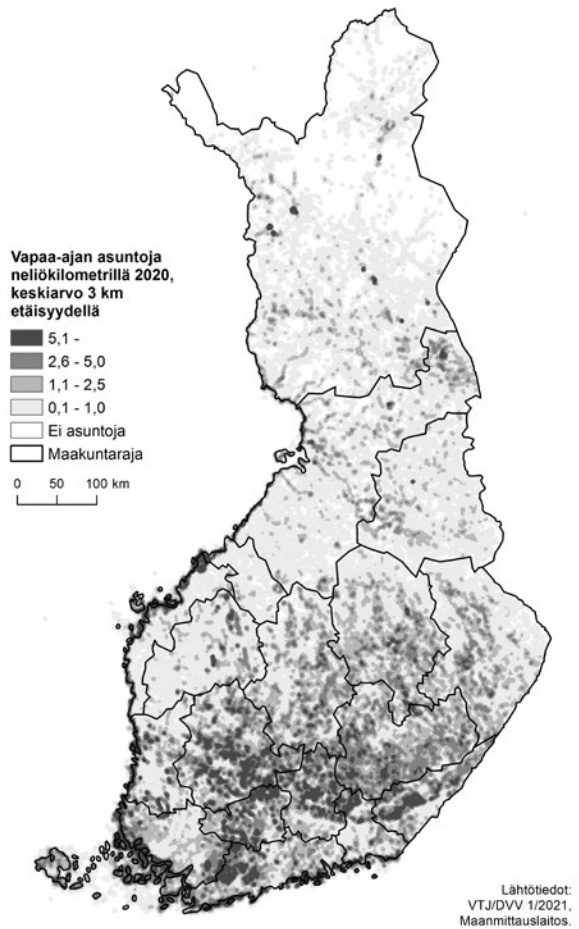 Vapaa-ajan asuntoja
neliökilometrillä 2020,
keskiarvo 3 km
etäisyydellä
5,1 -
2,6 - 5,0
1,1 - 2,5
0,1 - 1,0
Ei asuntoja
Maakuntaraja
0 50 100 km
Lähtötiedot:
VTJ/DVV 1/2021,
Maanmittauslaitos.